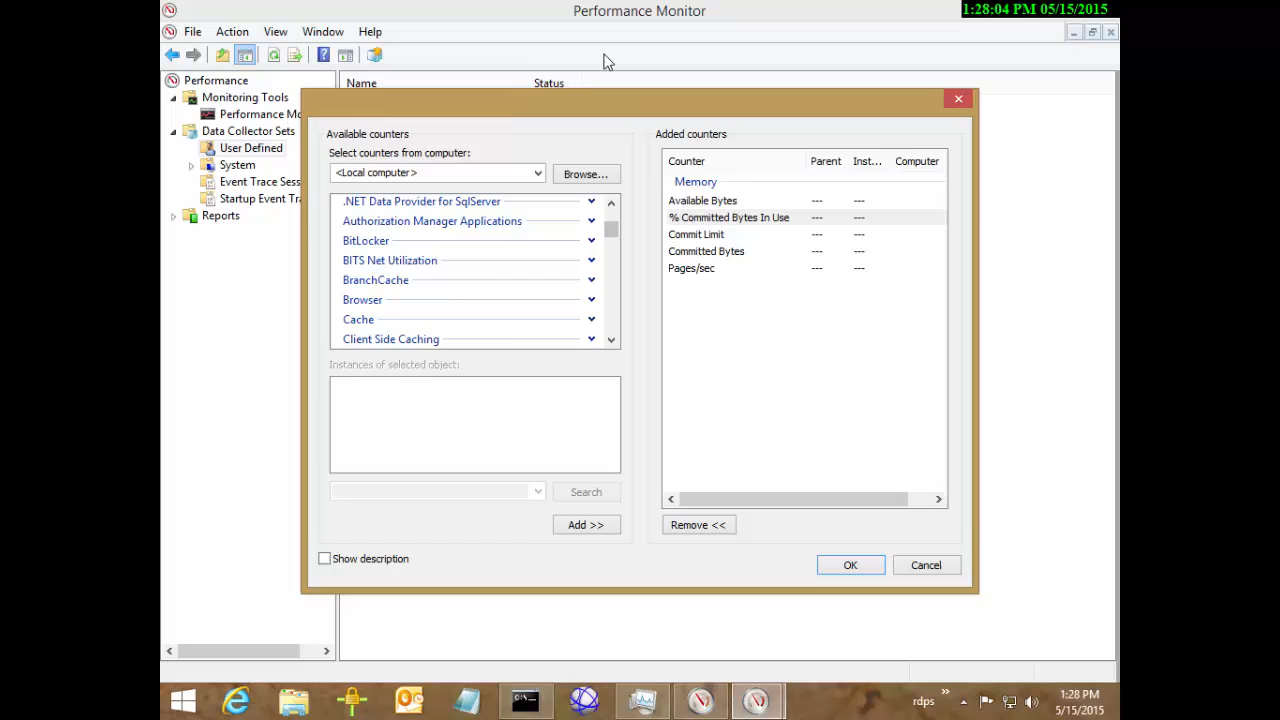 Performance Monitor
1:28:04 PM 05/15/2015
File Action View Window Help
Performance
Monitoring Tools
Performance Mo
Data Collector Sets
User Defined
System
Event Trace Sess
Startup Event Tra
Reports
Name Status
Available counters
Select counters from computer:
<Local computer>
Browse...
.NET Data Provider for SqlServer
Authorization Manager Applications
BitLocker
BITS Net Utilization
BranchCache
Browser
Cache
Client Side Caching
Instances of selected object:
Search
Add >>
Show description
Added counters
Counter Parent Inst... Computer
Memory
Available Bytes --- ---
% Committed Bytes In Use --- ---
Commit Limit --- ---
Committed Bytes --- ---
Pages/sec --- ---
Remove <<
OK Cancel
C:\_
rdps
1:28 PM
5/15/2015